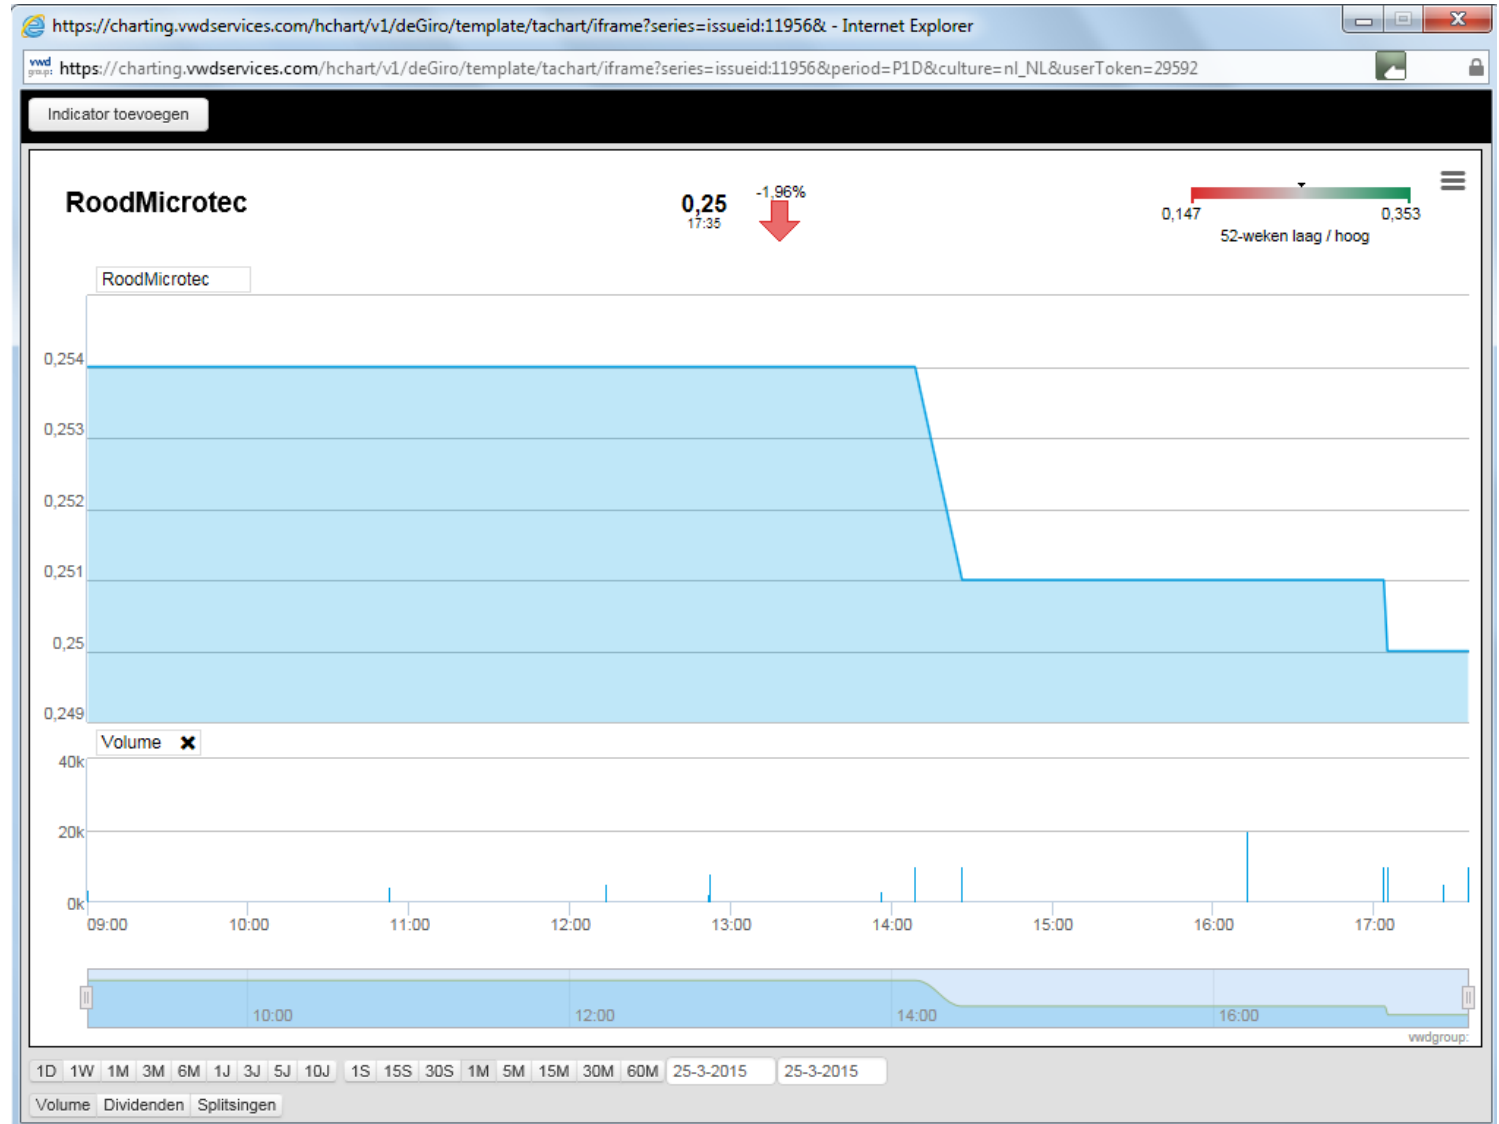 https://charting.vwdservices.com/hchart/v1/deGiro/template/tachart/iframe?series=issueid:11956& - Internet Explorer
vwd group: https://charting.vwdservices.com/hchart/v1/deGiro/template/tachart/iframe?series=issueid:11956&period=P1D&culture=nl_NL&userToken=29592
Indicator toevoegen
RoodMicrotec
0,25
17:35
-1,96%
0,147 0,353
52-weken laag / hoog
RoodMicrotec
0,254
0,253
0,252
0,251
0,25
0,249
Volume
40k
20k
0k
09:00 10:00 11:00 12:00 13:00 14:00 15:00 16:00 17:00
10:00 12:00 14:00 16:00
vwdgroup:
1D 1W 1M 3M 6M 1J 3J 5J 10J 1S 15S 30S 1M 5M 15M 30M 60M 25-3-2015 25-3-2015
Volume Dividenden Splitsingen